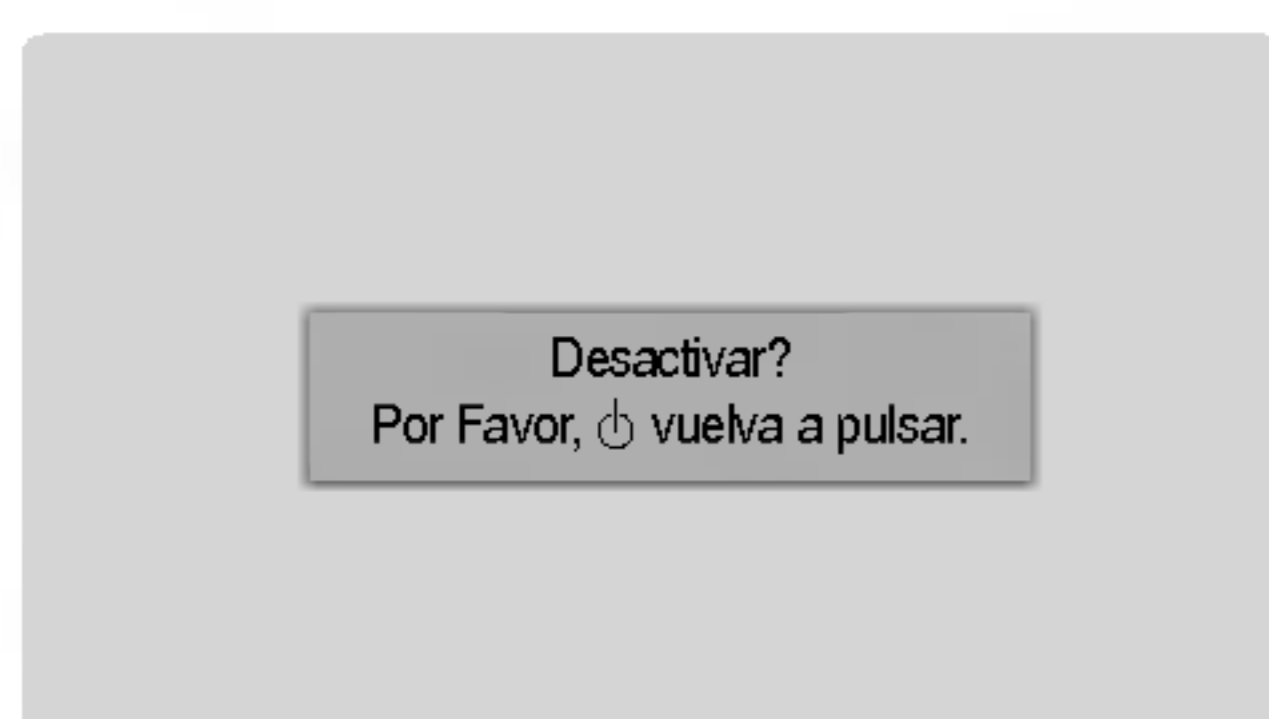 Desactivar?
Por Favor, ⏻ vuelva a pulsar.